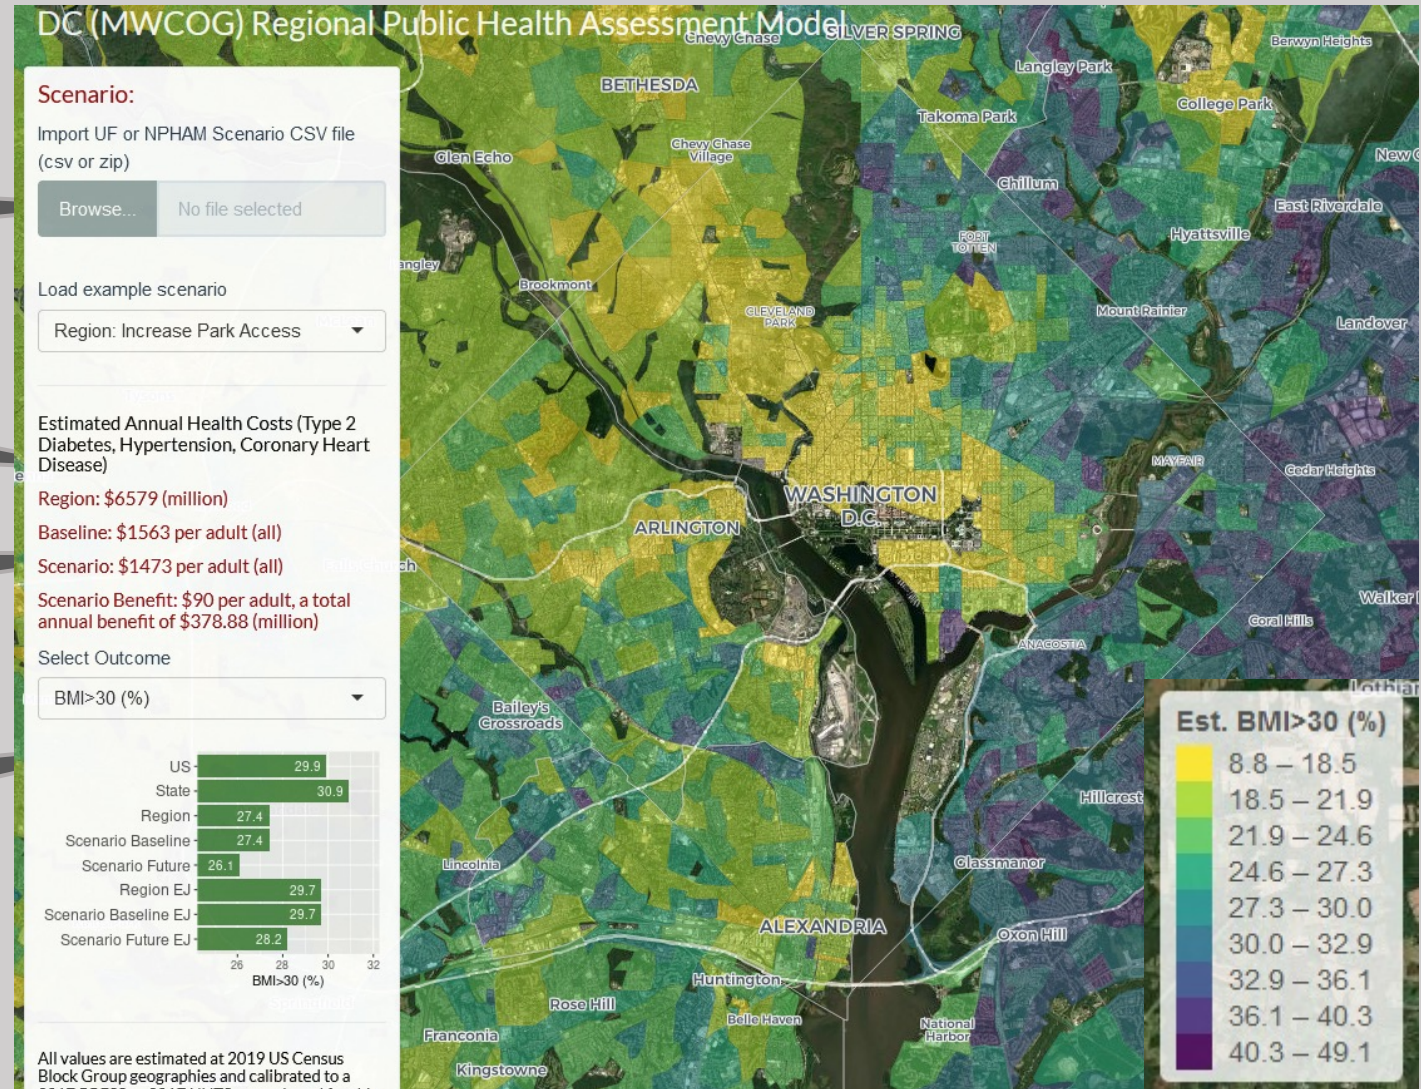 DC (MWCOG) Regional Public Health Assessment Model
Scenario:
Import UF or NPHAM Scenario CSV file
(csv or zip)
Browse... No file selected
Load example scenario
Region: Increase Park Access
Estimated Annual Health Costs (Type 2
Diabetes, Hypertension, Coronary Heart
Disease)
Region: $6579 (million)
Baseline: $1563 per adult (all)
Scenario: $1473 per adult (all)
Scenario Benefit: $90 per adult, a total
annual benefit of $378.88 (million)
Select Outcome
BMI>30 (%)
US 29.9
State 30.9
Region 27.4
Scenario Baseline 27.4
Scenario Future 26.1
Region EJ 29.7
Scenario Baseline EJ 29.7
Scenario Future EJ 28.2
26 28 30 32
BMI>30 (%)
All values are estimated at 2019 US Census
Block Group geographies and calibrated to a
Chevy Chase
SILVER SPRING
Berwyn Heights
Langley Park
BETHESDA
College Park
Takoma Park
Chevy Chase
Village
Glen Echo
New
Chillum
East Riverdale
FORT
TOTTEN
Hyattsville
angley
Brookmont
CLEVELAND
PARK
Mount Rainier
Landover
MAYFAIR
Cedar Heights
WASHINGTON
D.C.
ARLINGTON
ch
Walker
Coral Hills
ANACOSTIA
Lothian
Bailey's
Crossroads
Hillcrest
Lincolnia
Glassmanor
ALEXANDRIA
Oxon Hill
Huntington
Rose Hill
Belle Haven
National
Harbor
Franconia
Kingstowne
Est. BMI>30 (%)
8.8 – 18.5
18.5 – 21.9
21.9 – 24.6
24.6 – 27.3
27.3 – 30.0
30.0 – 32.9
32.9 – 36.1
36.1 – 40.3
40.3 – 49.1